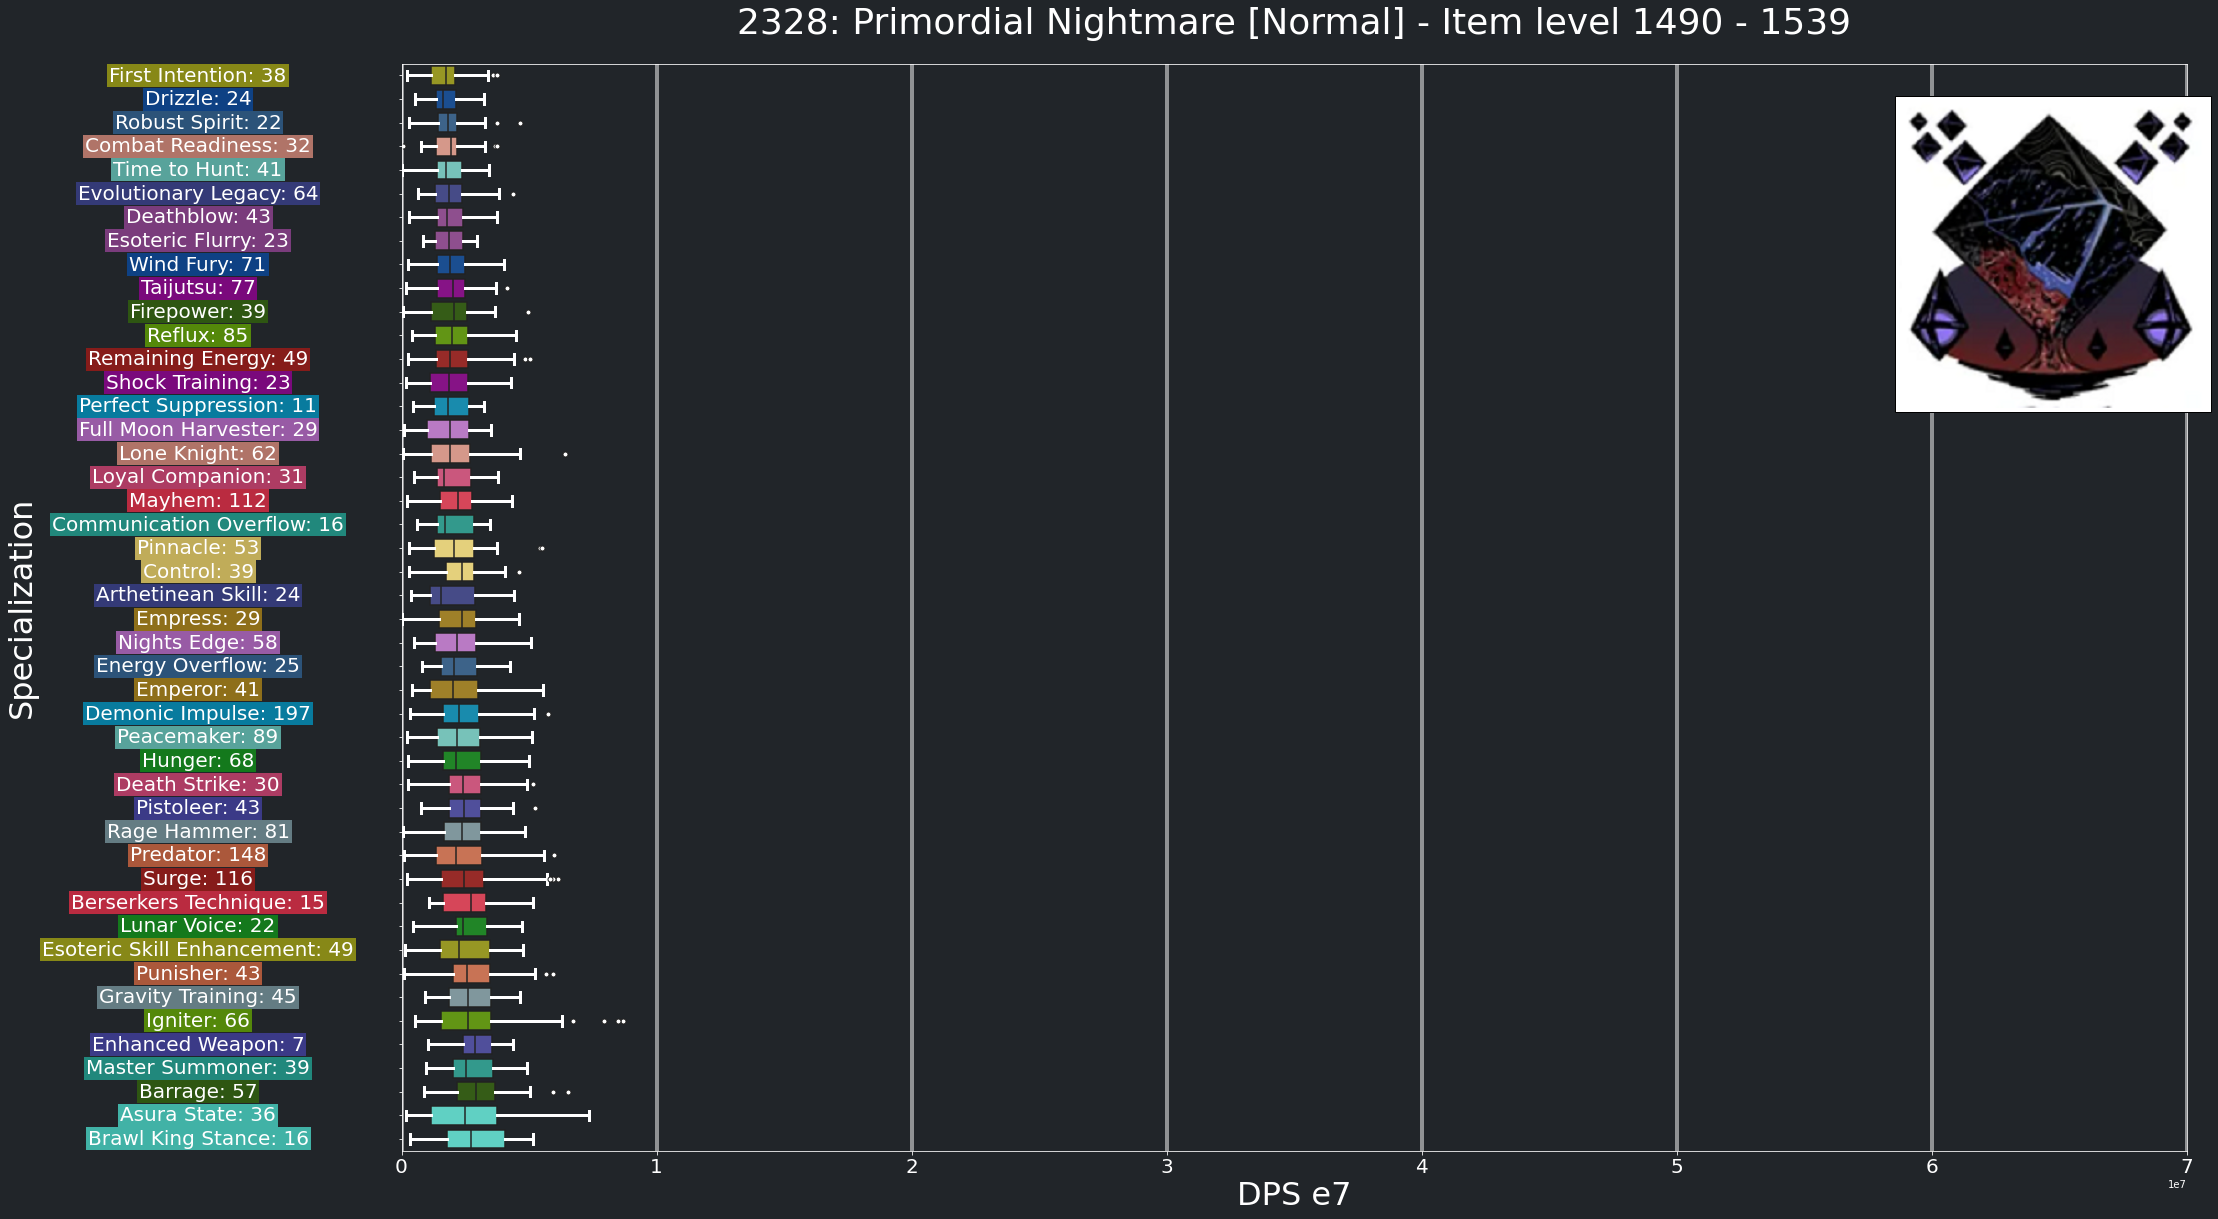 2328: Primordial Nightmare [Normal] - Item level 1490 - 1539
First Intention: 38
Drizzle: 24
Robust Spirit: 22
Combat Readiness: 32
Time to Hunt: 41
Evolutionary Legacy: 64
Deathblow: 43
Esoteric Flurry: 23
Wind Fury: 71
Taijutsu: 77
Firepower: 39
Reflux: 85
Remaining Energy: 49
Shock Training: 23
Perfect Suppression: 11
Full Moon Harvester: 29
Lone Knight: 62
Loyal Companion: 31
Mayhem: 112
Communication Overflow: 16
Pinnacle: 53
Control: 39
Arthetinean Skill: 24
Empress: 29
Nights Edge: 58
Energy Overflow: 25
Emperor: 41
Demonic Impulse: 197
Peacemaker: 89
Hunger: 68
Death Strike: 30
Pistoleer: 43
Rage Hammer: 81
Predator: 148
Surge: 116
Berserkers Technique: 15
Lunar Voice: 22
Esoteric Skill Enhancement: 49
Punisher: 43
Gravity Training: 45
Igniter: 66
Enhanced Weapon: 7
Master Summoner: 39
Barrage: 57
Asura State: 36
Brawl King Stance: 16
Specialization
0 1 2 3 4 5 6 7
1e7
DPS e7